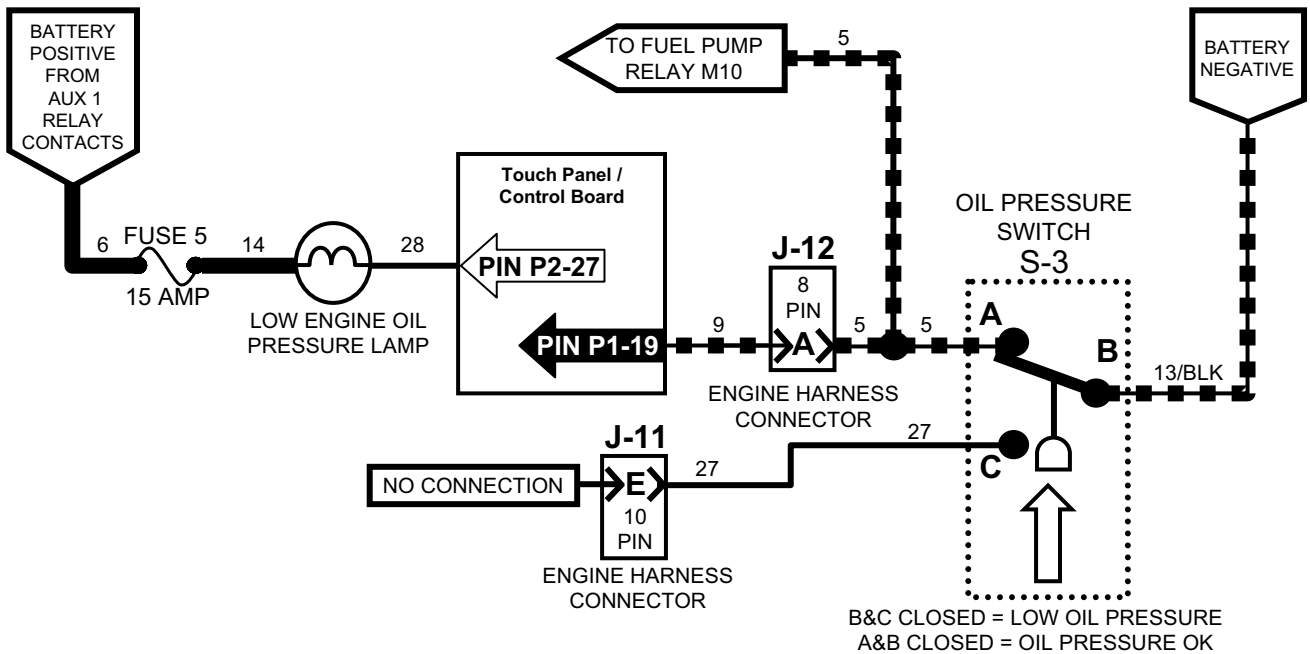 BATTERY
POSITIVE
FROM
AUX 1
RELAY
CONTACTS
TO FUEL PUMP
RELAY M10
5
BATTERY
NEGATIVE
6
FUSE 5
15 AMP
14
LOW ENGINE OIL
PRESSURE LAMP
28
Touch Panel /
Control Board
PIN P2-27
PIN P1-19
9
J-12
8
PIN
A
ENGINE HARNESS
CONNECTOR
5
5
OIL PRESSURE
SWITCH
S-3
A
B
C
13/BLK
NO CONNECTION
J-11
E
10
PIN
ENGINE HARNESS
CONNECTOR
27
27
B&C CLOSED = LOW OIL PRESSURE
A&B CLOSED = OIL PRESSURE OK